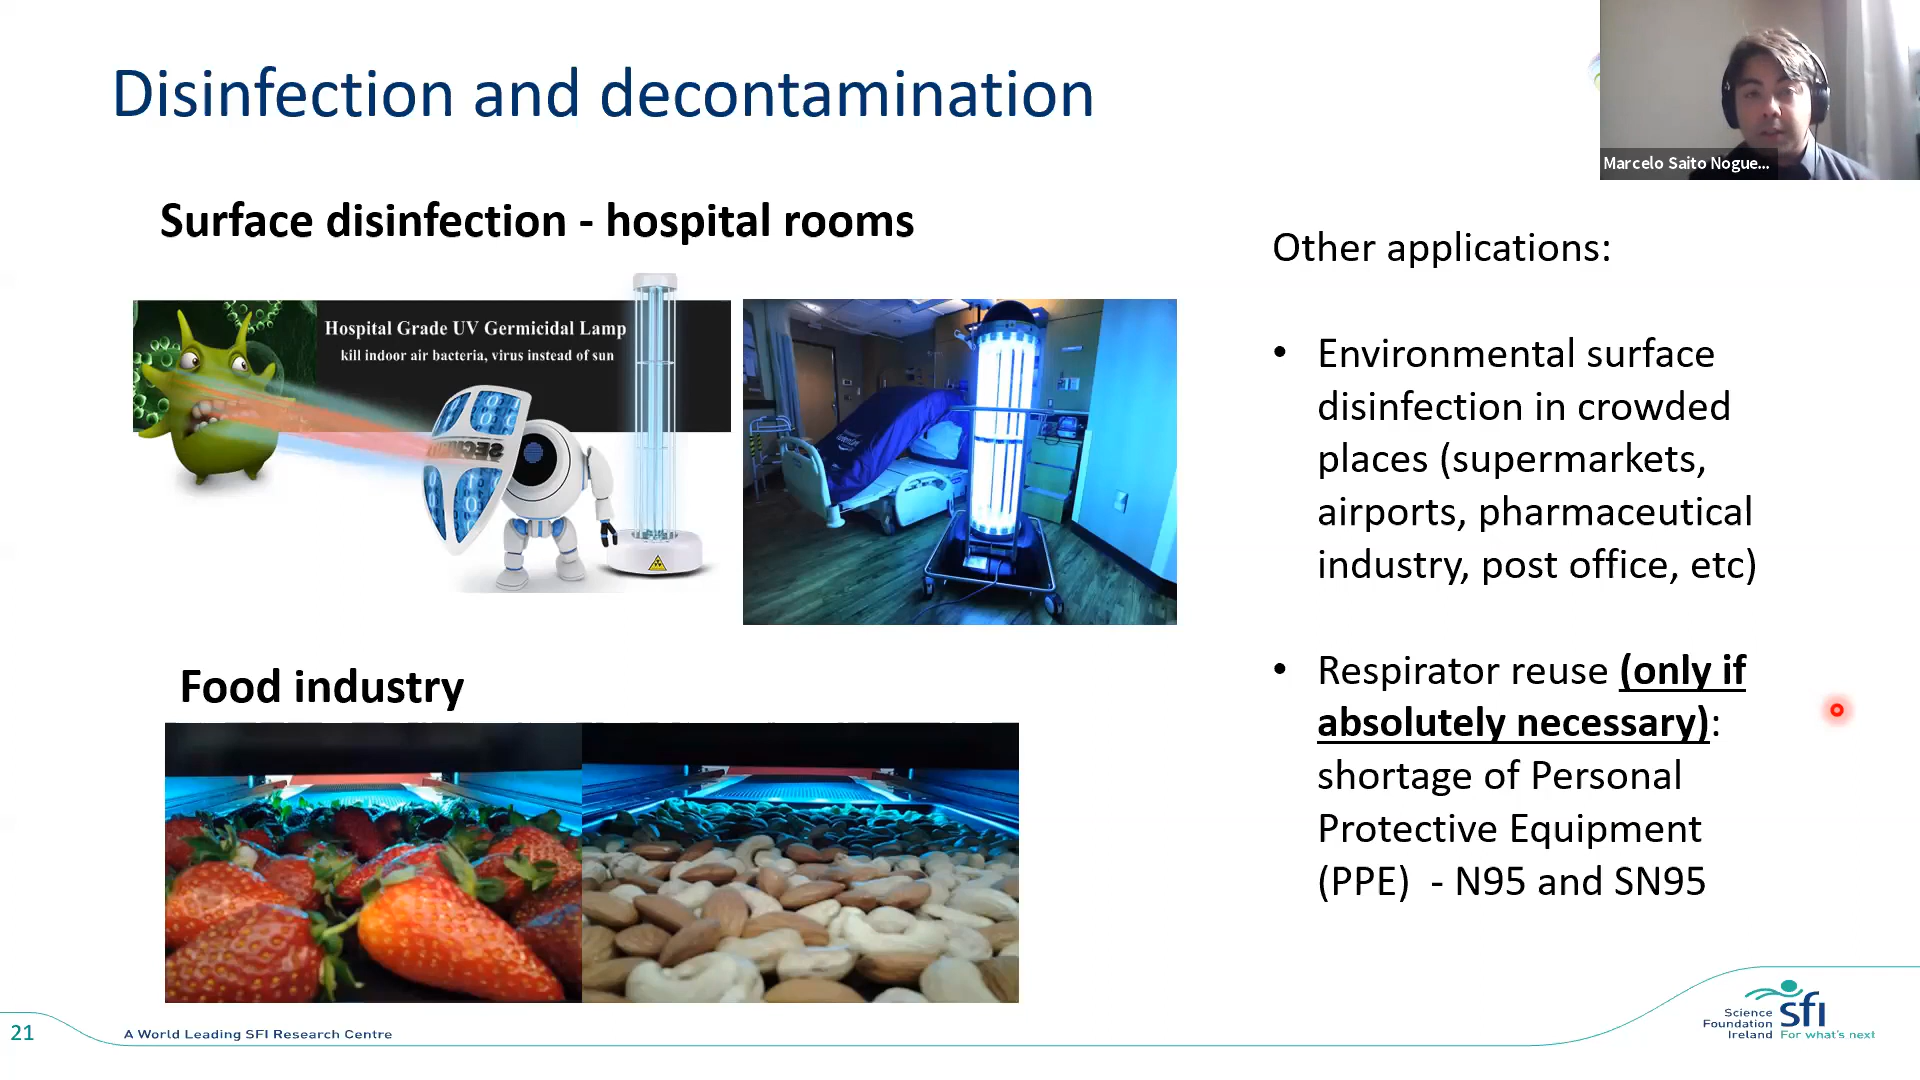 Disinfection and decontamination
Marcelo Saito Nogue...
Surface disinfection - hospital rooms
Hospital Grade UV Germicidal Lamp
kill indoor air bacteria, virus instead of sun
Food industry
Other applications:
• Environmental surface
disinfection in crowded
places (supermarkets,
airports, pharmaceutical
industry, post office, etc)
• Respirator reuse (only if
absolutely necessary):
shortage of Personal
Protective Equipment
(PPE) - N95 and SN95
21
A World Leading SFI Research Centre
Science
Foundation
Ireland
sfi
For what's next